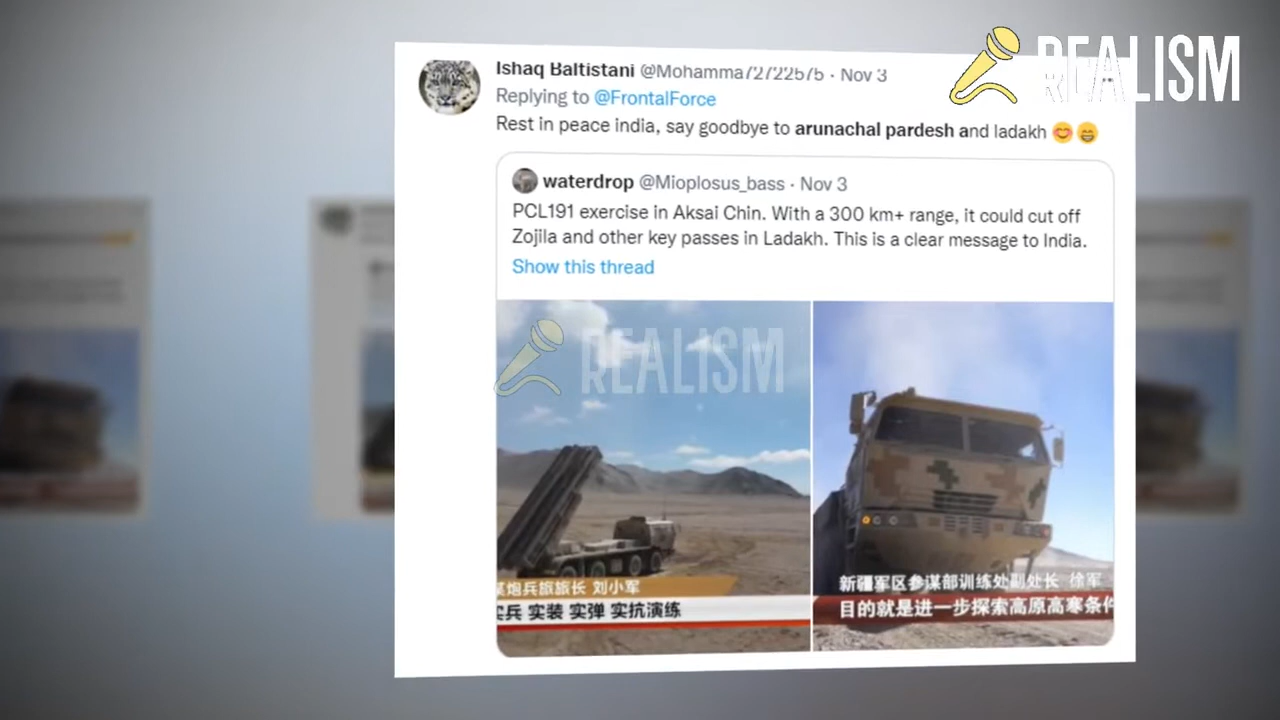 REALISM
Ishaq Baltistani @Mohamma72722575 · Nov 3
Replying to @FrontalForce
Rest in peace india, say goodbye to arunachal pardesh and ladakh 😊😁
waterdrop @Mioplosus_bass · Nov 3
PCL191 exercise in Aksai Chin. With a 300 km+ range, it could cut off
Zojila and other key passes in Ladakh. This is a clear message to India.
Show this thread
REALISM
某炮兵旅旅长 刘小军
实兵 实装 实弹 实抗演练
新疆军区参谋部训练处副处长 徐军
目的就是进一步探索高原高寒条件